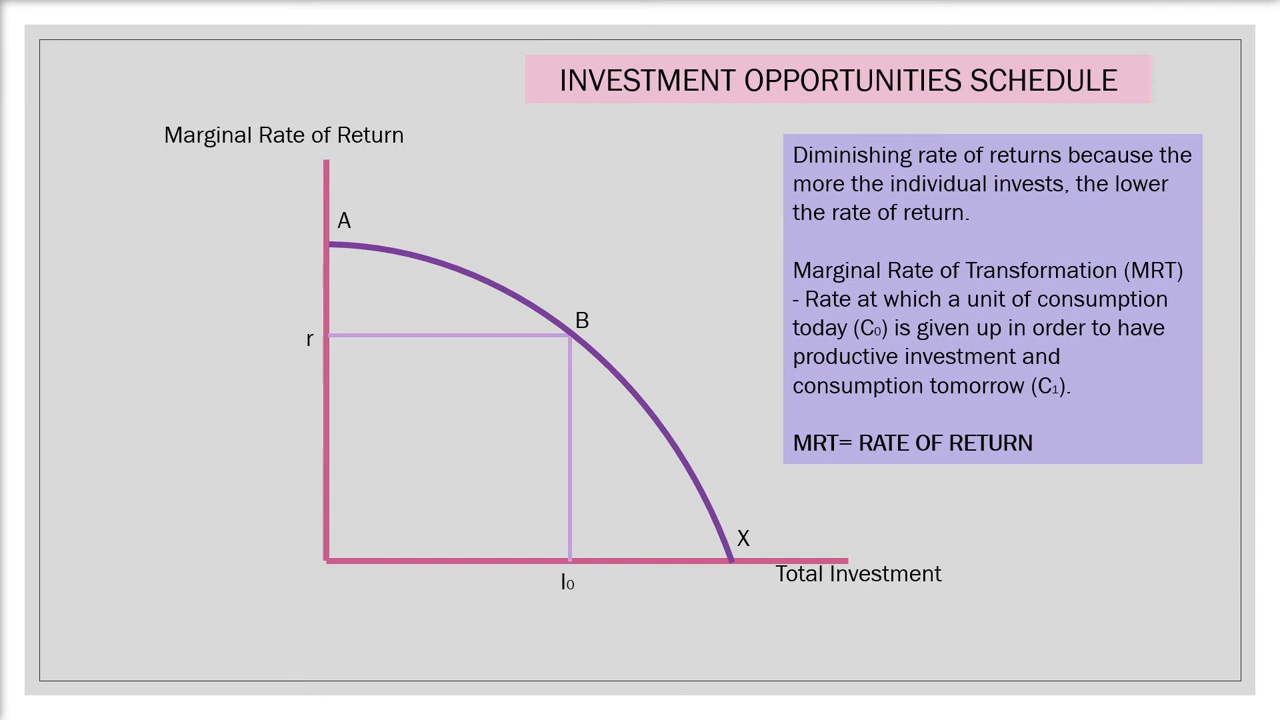 INVESTMENT OPPORTUNITIES SCHEDULE
Marginal Rate of Return
A
B
r
X
I₀
Total Investment
Diminishing rate of returns because the
more the individual invests, the lower
the rate of return.
Marginal Rate of Transformation (MRT)
- Rate at which a unit of consumption
today (C₀) is given up in order to have
productive investment and
consumption tomorrow (C₁).
MRT= RATE OF RETURN